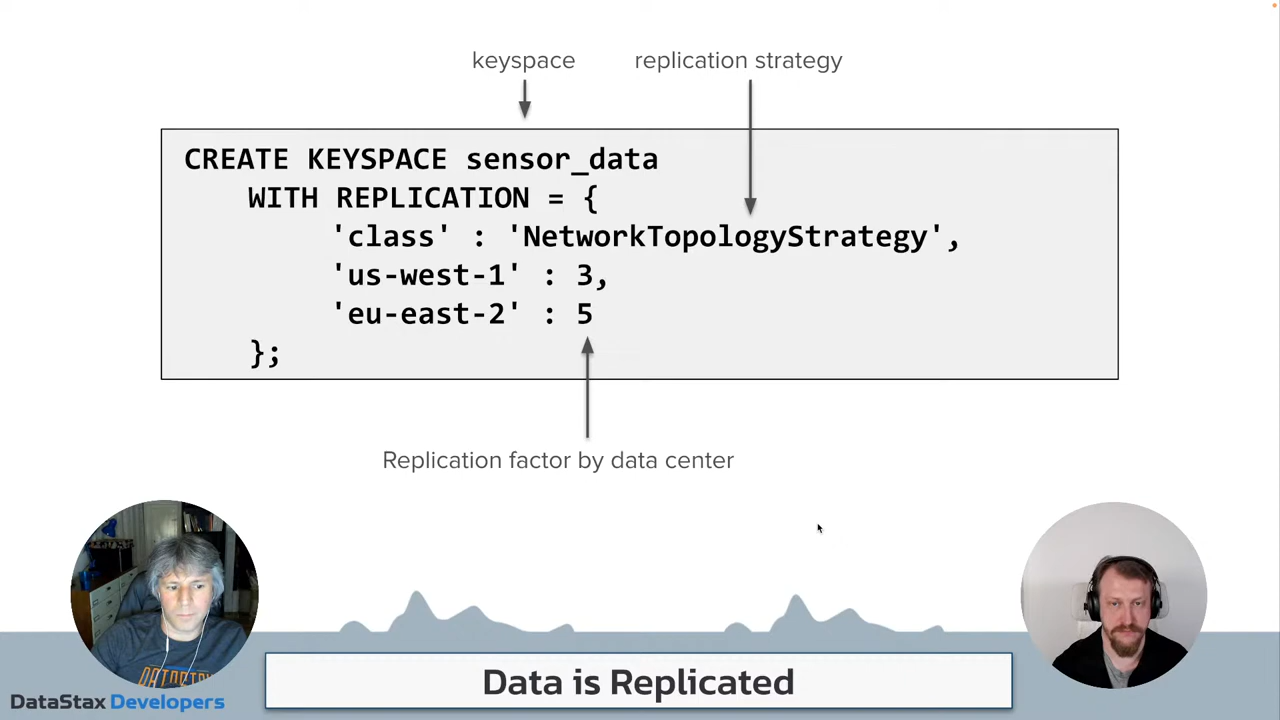 keyspace
replication strategy
CREATE KEYSPACE sensor_data
WITH REPLICATION = {
'class' : 'NetworkTopologyStrategy',
'us-west-1' : 3,
'eu-east-2' : 5
};
Replication factor by data center
Data is Replicated
DataStax Developers